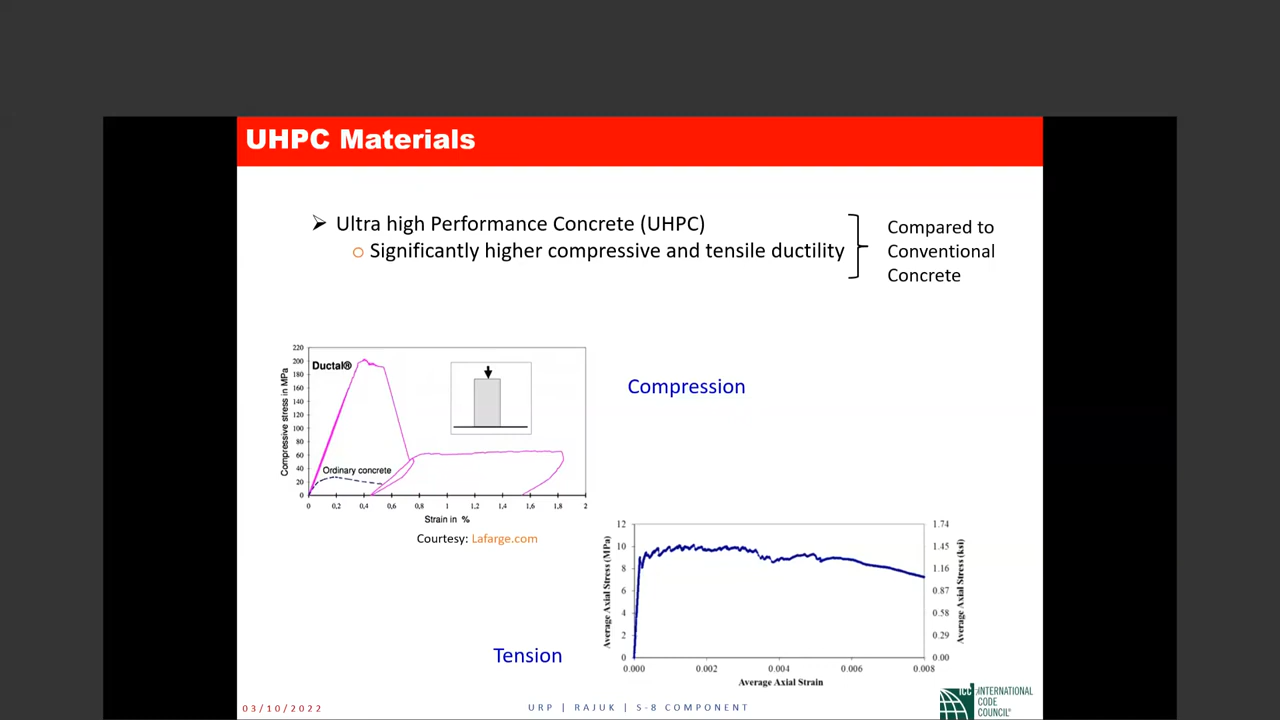 UHPC Materials
Ultra high Performance Concrete (UHPC)
Significantly higher compressive and tensile ductility
Compared to
Conventional
Concrete
220
200
180
160
140
120
100
80
60
40
20
0
Compressive stress in MPa
Ductal®
Ordinary concrete
0 0,2 0,4 0,6 0,8 1 1,2 1,4 1,6 1,8 2
Strain in %
Courtesy: Lafarge.com
Compression
12
10
8
6
4
2
0
Average Axial Stress (MPa)
1.74
1.45
1.16
0.87
0.58
0.29
0.00
Average Axial Stress (ksi)
0.000 0.002 0.004 0.006 0.008
Average Axial Strain
Tension
03/10/2022
URP | RAJUK | S-8 COMPONENT
ICC
INTERNATIONAL
CODE
COUNCIL®